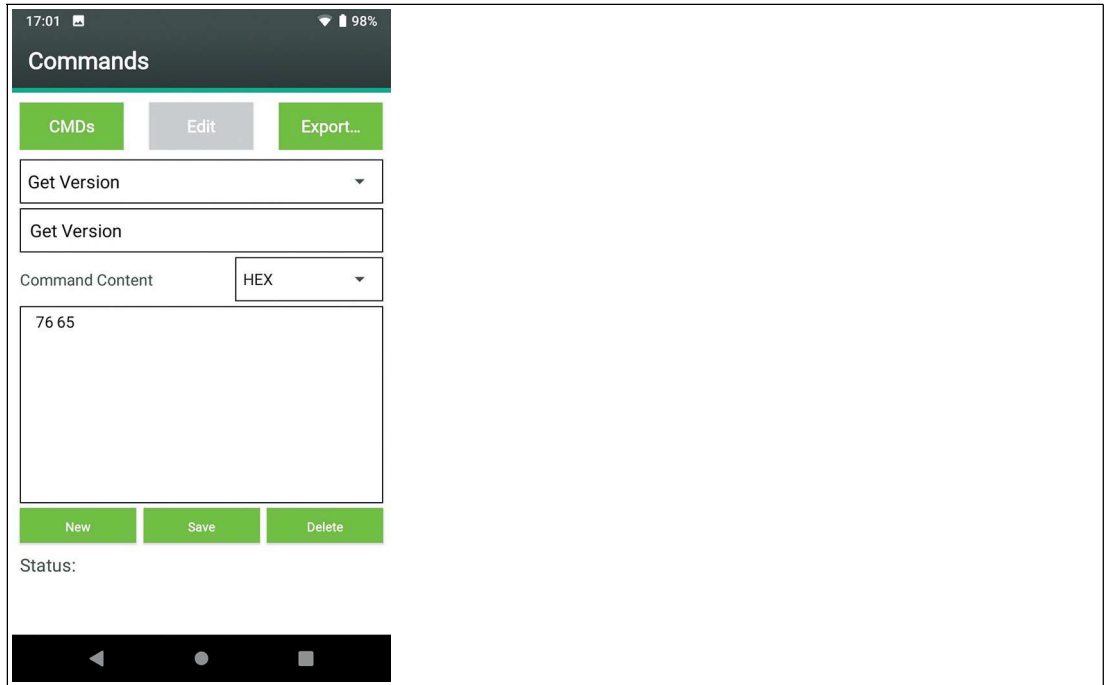 17:01 98%
Commands
CMDs Edit Export...
Get Version
Get Version
Command Content HEX
76 65
New Save Delete
Status: